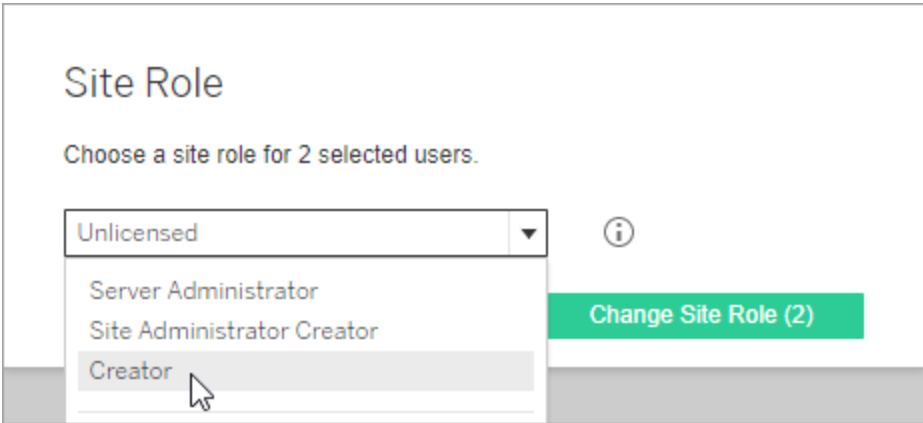 Site Role
Choose a site role for 2 selected users.
Unlicensed
Server Administrator
Site Administrator Creator
Change Site Role (2)
Creator